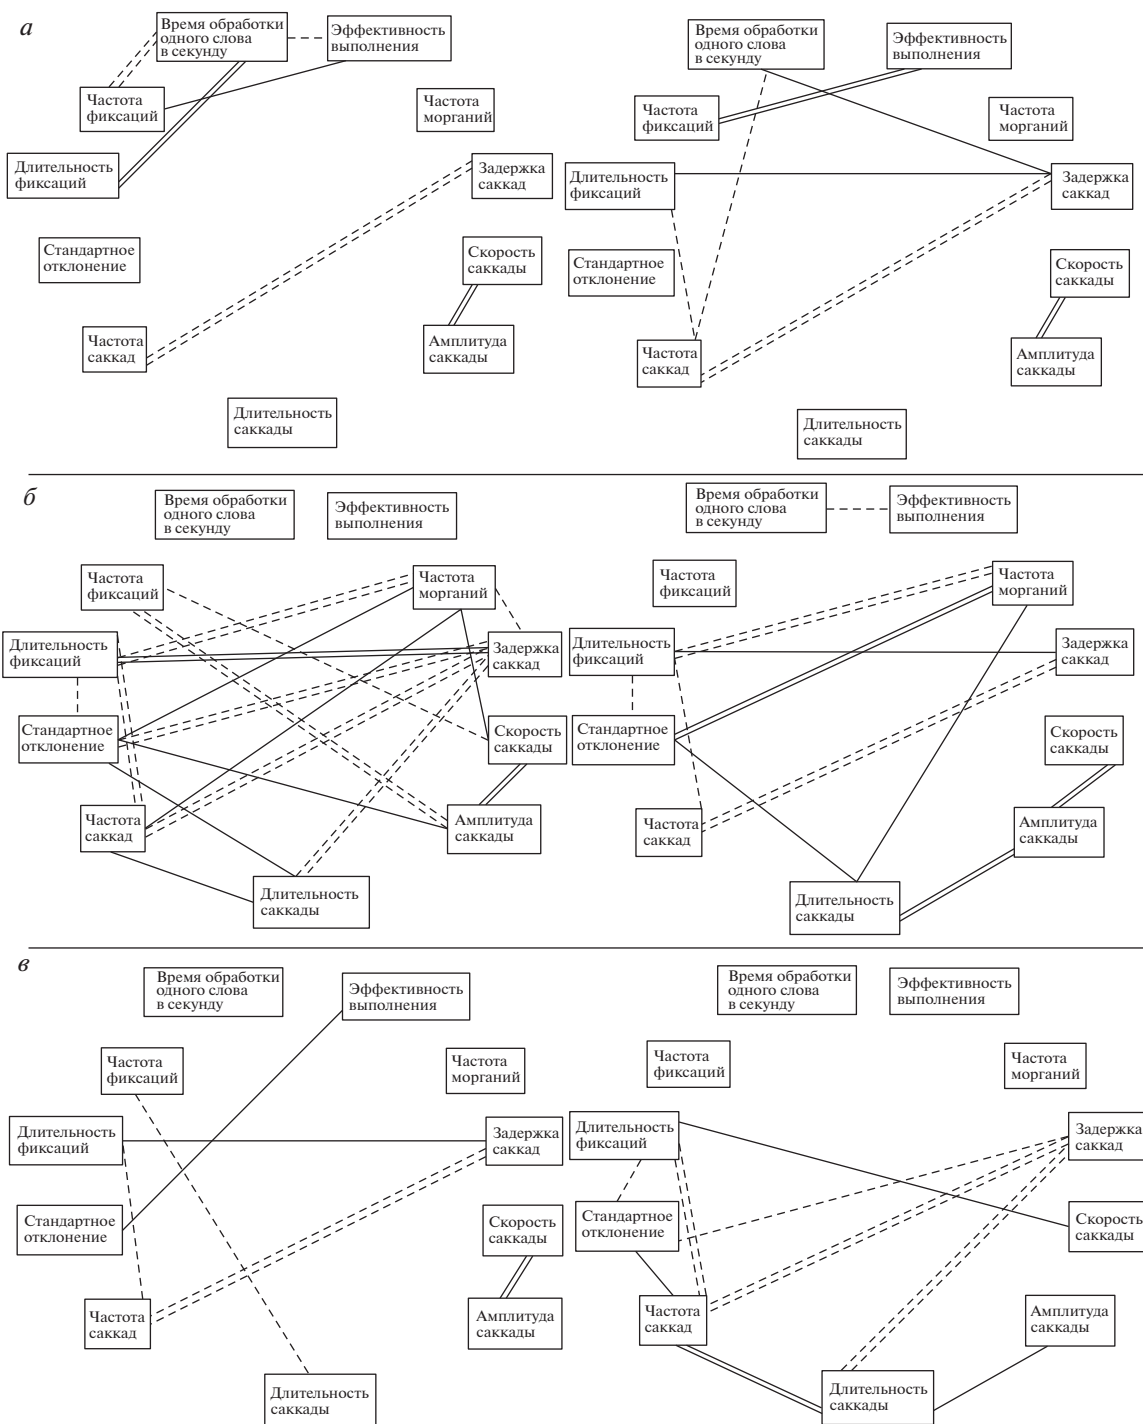 а
Время обработки
одного слова
в секунду
Эффективность
выполнения
Частота
фиксаций
Частота
морганий
Длительность
фиксаций
Задержка
саккад
Стандартное
отклонение
Скорость
саккады
Частота
саккад
Амплитуда
саккады
Длительность
саккады
Время обработки
одного слова
в секунду
Эффективность
выполнения
Частота
фиксаций
Частота
морганий
Длительность
фиксаций
Задержка
саккад
Стандартное
отклонение
Скорость
саккады
Частота
саккад
Амплитуда
саккады
Длительность
саккады
б
Время обработки
одного слова
в секунду
Эффективность
выполнения
Частота
фиксаций
Частота
морганий
Длительность
фиксаций
Задержка
саккад
Стандартное
отклонение
Скорость
саккады
Частота
саккад
Амплитуда
саккады
Длительность
саккады
Время обработки
одного слова
в секунду
Эффективность
выполнения
Частота
фиксаций
Частота
морганий
Длительность
фиксаций
Задержка
саккад
Стандартное
отклонение
Скорость
саккады
Частота
саккад
Амплитуда
саккады
Длительность
саккады
в
Время обработки
одного слова
в секунду
Эффективность
выполнения
Частота
фиксаций
Частота
морганий
Длительность
фиксаций
Задержка
саккад
Стандартное
отклонение
Скорость
саккады
Частота
саккад
Амплитуда
саккады
Длительность
саккады
Время обработки
одного слова
в секунду
Эффективность
выполнения
Частота
фиксаций
Частота
морганий
Длительность
фиксаций
Задержка
саккад
Стандартное
отклонение
Скорость
саккады
Частота
саккад
Амплитуда
саккады
Длительность
саккады